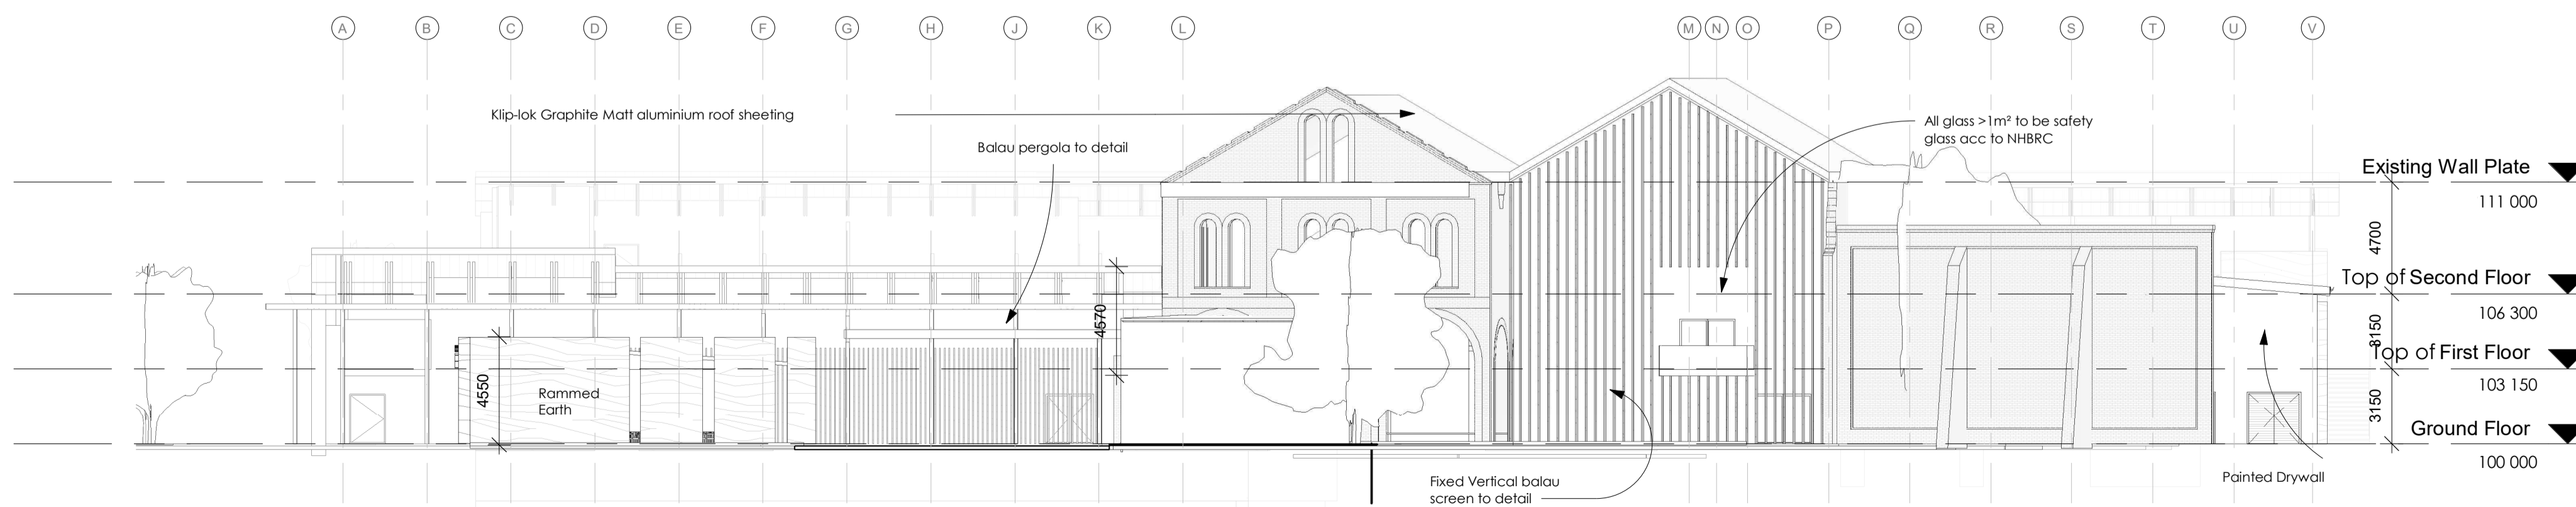 A B C D E F G H J K L M N O P Q R S T U V
Klip-lok Graphite Matt aluminium roof sheeting
Balau pergola to detail
All glass >1m² to be safety
glass acc to NHBRC
Existing Wall Plate
111 000
4700
Top of Second Floor
106 300
3150
Top of First Floor
103 150
3150
Ground Floor
100 000
4570
4550
Rammed
Earth
Fixed Vertical balau
screen to detail
Painted Drywall